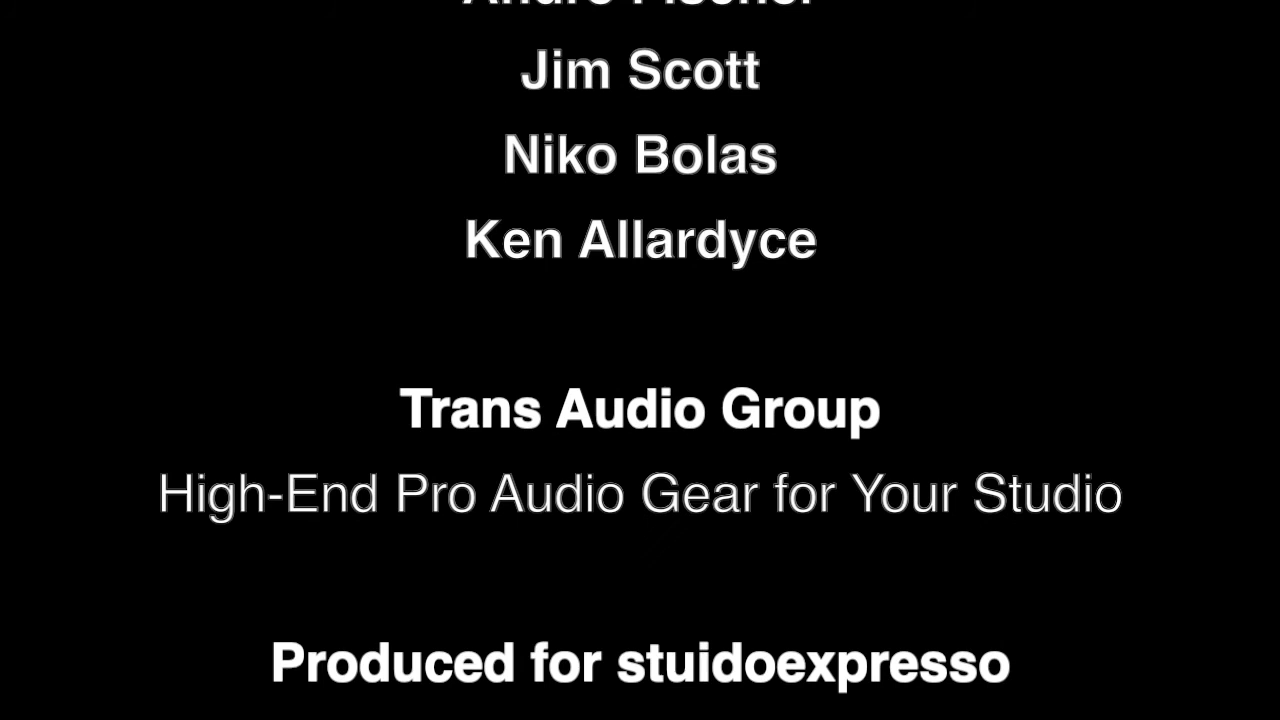 Jim Scott
Niko Bolas
Ken Allardyce
Trans Audio Group
High-End Pro Audio Gear for Your Studio
Produced for stuidoexpresso